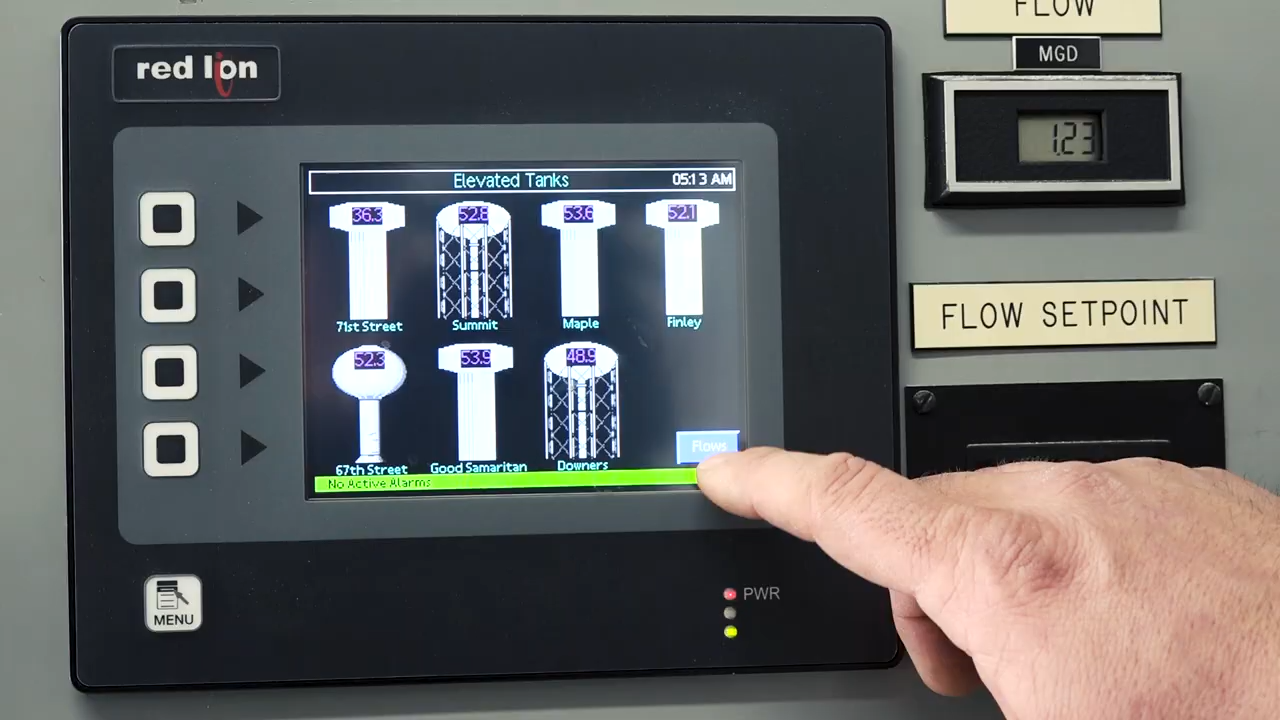 FLOW
MGD
1.23
FLOW SETPOINT
red lion
Elevated Tanks 05:13 AM
36.3 52.8 53.6 52.1
71st Street Summit Maple Finley
52.3 53.9 48.9
67th Street Good Samaritan Downers
Flows
No Active Alarms
MENU
PWR